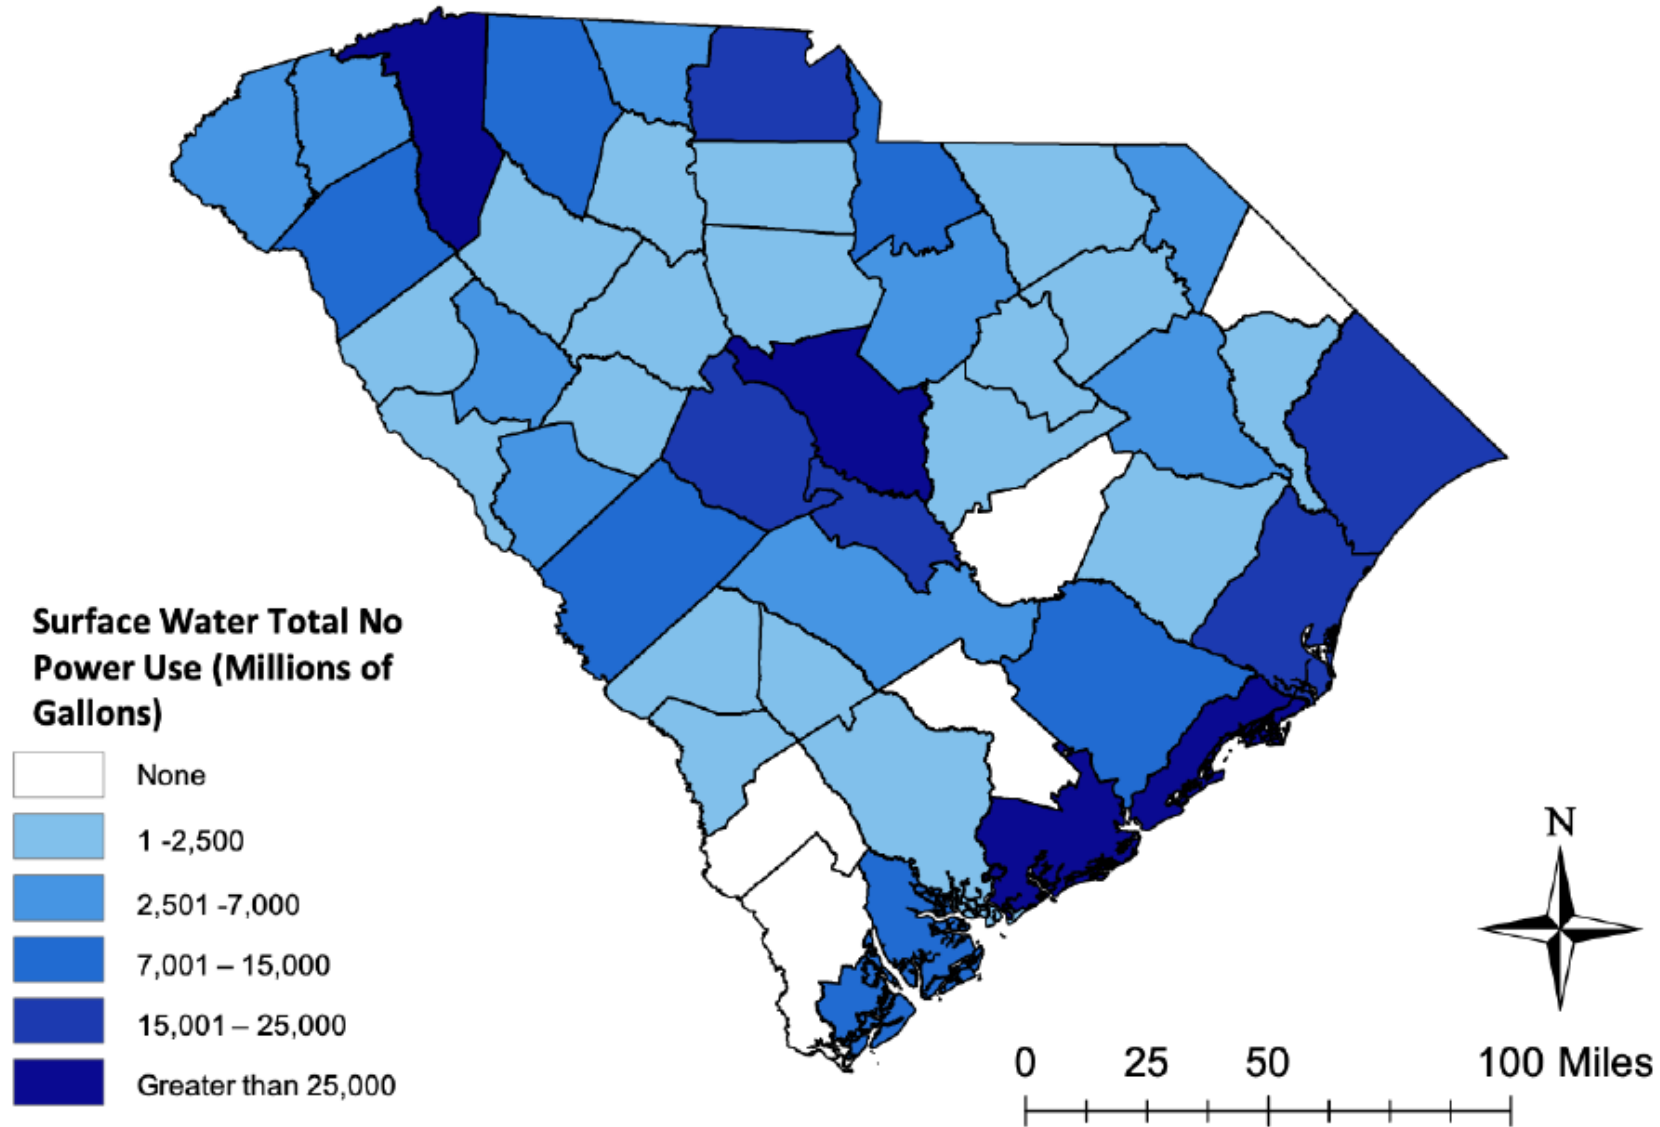 Surface Water Total No
Power Use (Millions of
Gallons)
None
1 -2,500
2,501 -7,000
7,001 – 15,000
15,001 – 25,000
Greater than 25,000
N
0 25 50 100 Miles